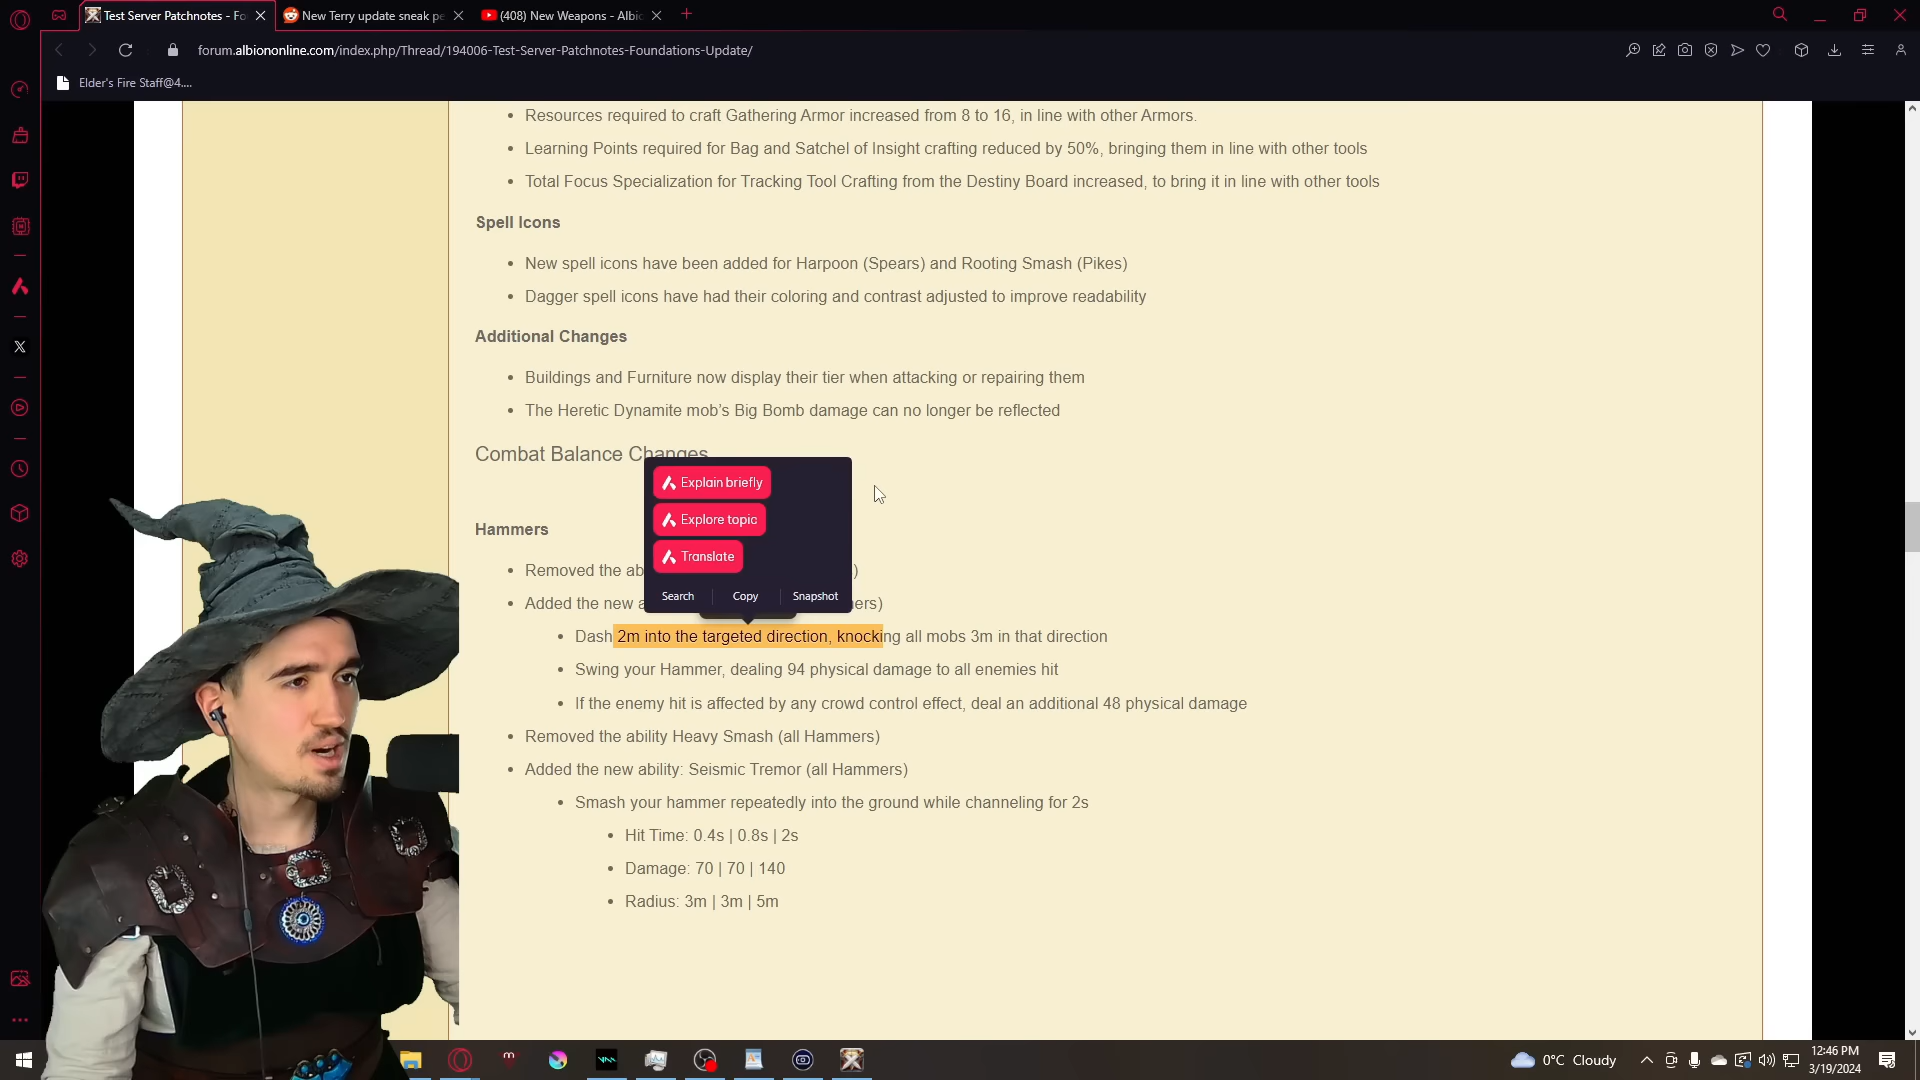 Test Server Patchnotes - Fo
New Terry update sneak pe
(408) New Weapons - Albio
forum.albiononline.com/index.php/Thread/194006-Test-Server-Patchnotes-Foundations-Update/
Elder's Fire Staff@4....
• Resources required to craft Gathering Armor increased from 8 to 16, in line with other Armors.
• Learning Points required for Bag and Satchel of Insight crafting reduced by 50%, bringing them in line with other tools
• Total Focus Specialization for Tracking Tool Crafting from the Destiny Board increased, to bring it in line with other tools
Spell Icons
• New spell icons have been added for Harpoon (Spears) and Rooting Smash (Pikes)
• Dagger spell icons have had their coloring and contrast adjusted to improve readability
Additional Changes
• Buildings and Furniture now display their tier when attacking or repairing them
• The Heretic Dynamite mob’s Big Bomb damage can no longer be reflected
Combat Balance Changes
Explain briefly
Explore topic
Translate
Search
Copy
Snapshot
Hammers
• Removed the ab
)
• Added the new a
ers)
• Dash 2m into the targeted direction, knocking all mobs 3m in that direction
• Swing your Hammer, dealing 94 physical damage to all enemies hit
• If the enemy hit is affected by any crowd control effect, deal an additional 48 physical damage
• Removed the ability Heavy Smash (all Hammers)
• Added the new ability: Seismic Tremor (all Hammers)
• Smash your hammer repeatedly into the ground while channeling for 2s
• Hit Time: 0.4s | 0.8s | 2s
• Damage: 70 | 70 | 140
• Radius: 3m | 3m | 5m
0°C Cloudy
12:46 PM
3/19/2024